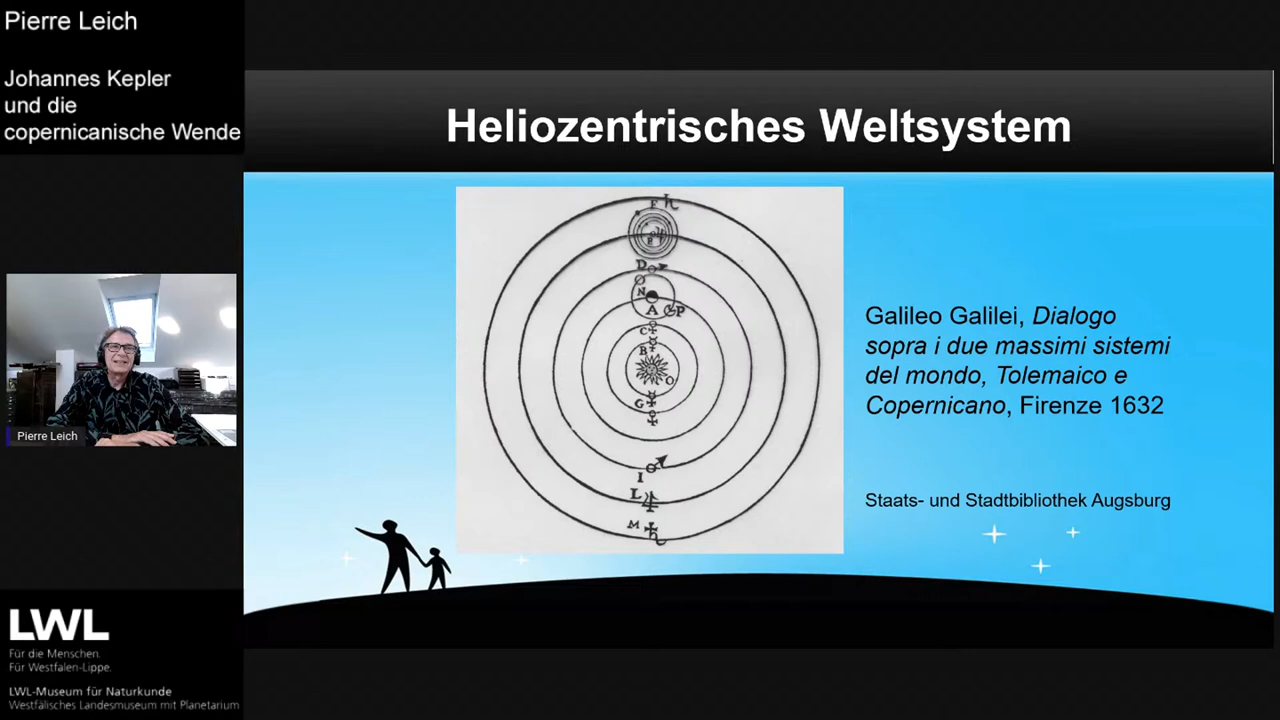 Pierre Leich
Johannes Kepler
und die
copernicanische Wende
Heliozentrisches Weltsystem
F
E
D
N
A
P
C
B
O
G
I
L
M
Galileo Galilei, Dialogo
sopra i due massimi sistemi
del mondo, Tolemaico e
Copernicano, Firenze 1632
Staats- und Stadtbibliothek Augsburg
Pierre Leich
LWL
Für die Menschen.
Für Westfalen-Lippe.
LWL-Museum für Naturkunde
Westfälisches Landesmuseum mit Planetarium